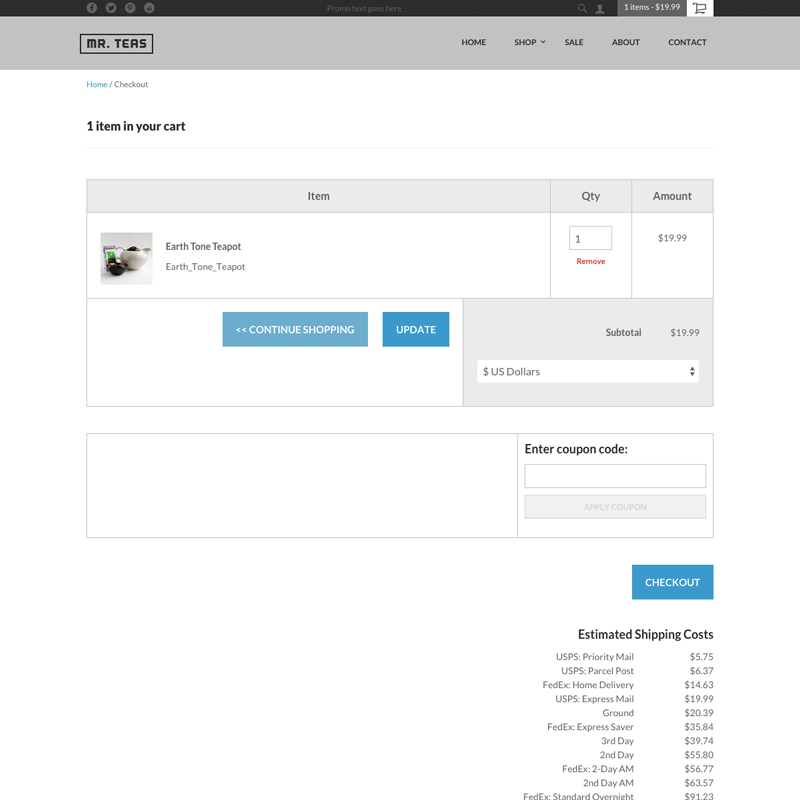 Promo text goes here
1 items - $19.99
MR. TEAS
HOME SHOP SALE ABOUT CONTACT
Home / Checkout
1 item in your cart
Item Qty Amount
Earth Tone Teapot
Earth_Tone_Teapot
1
Remove
$19.99
<< CONTINUE SHOPPING UPDATE
Subtotal $19.99
$ US Dollars
Enter coupon code:
APPLY COUPON
CHECKOUT
Estimated Shipping Costs
USPS: Priority Mail $5.75
USPS: Parcel Post $6.37
FedEx: Home Delivery $14.63
USPS: Express Mail $19.99
Ground $20.39
FedEx: Express Saver $35.84
3rd Day $39.74
2nd Day $55.80
FedEx: 2-Day AM $56.77
2nd Day AM $63.57
FedEx: Standard Overnight $91.23